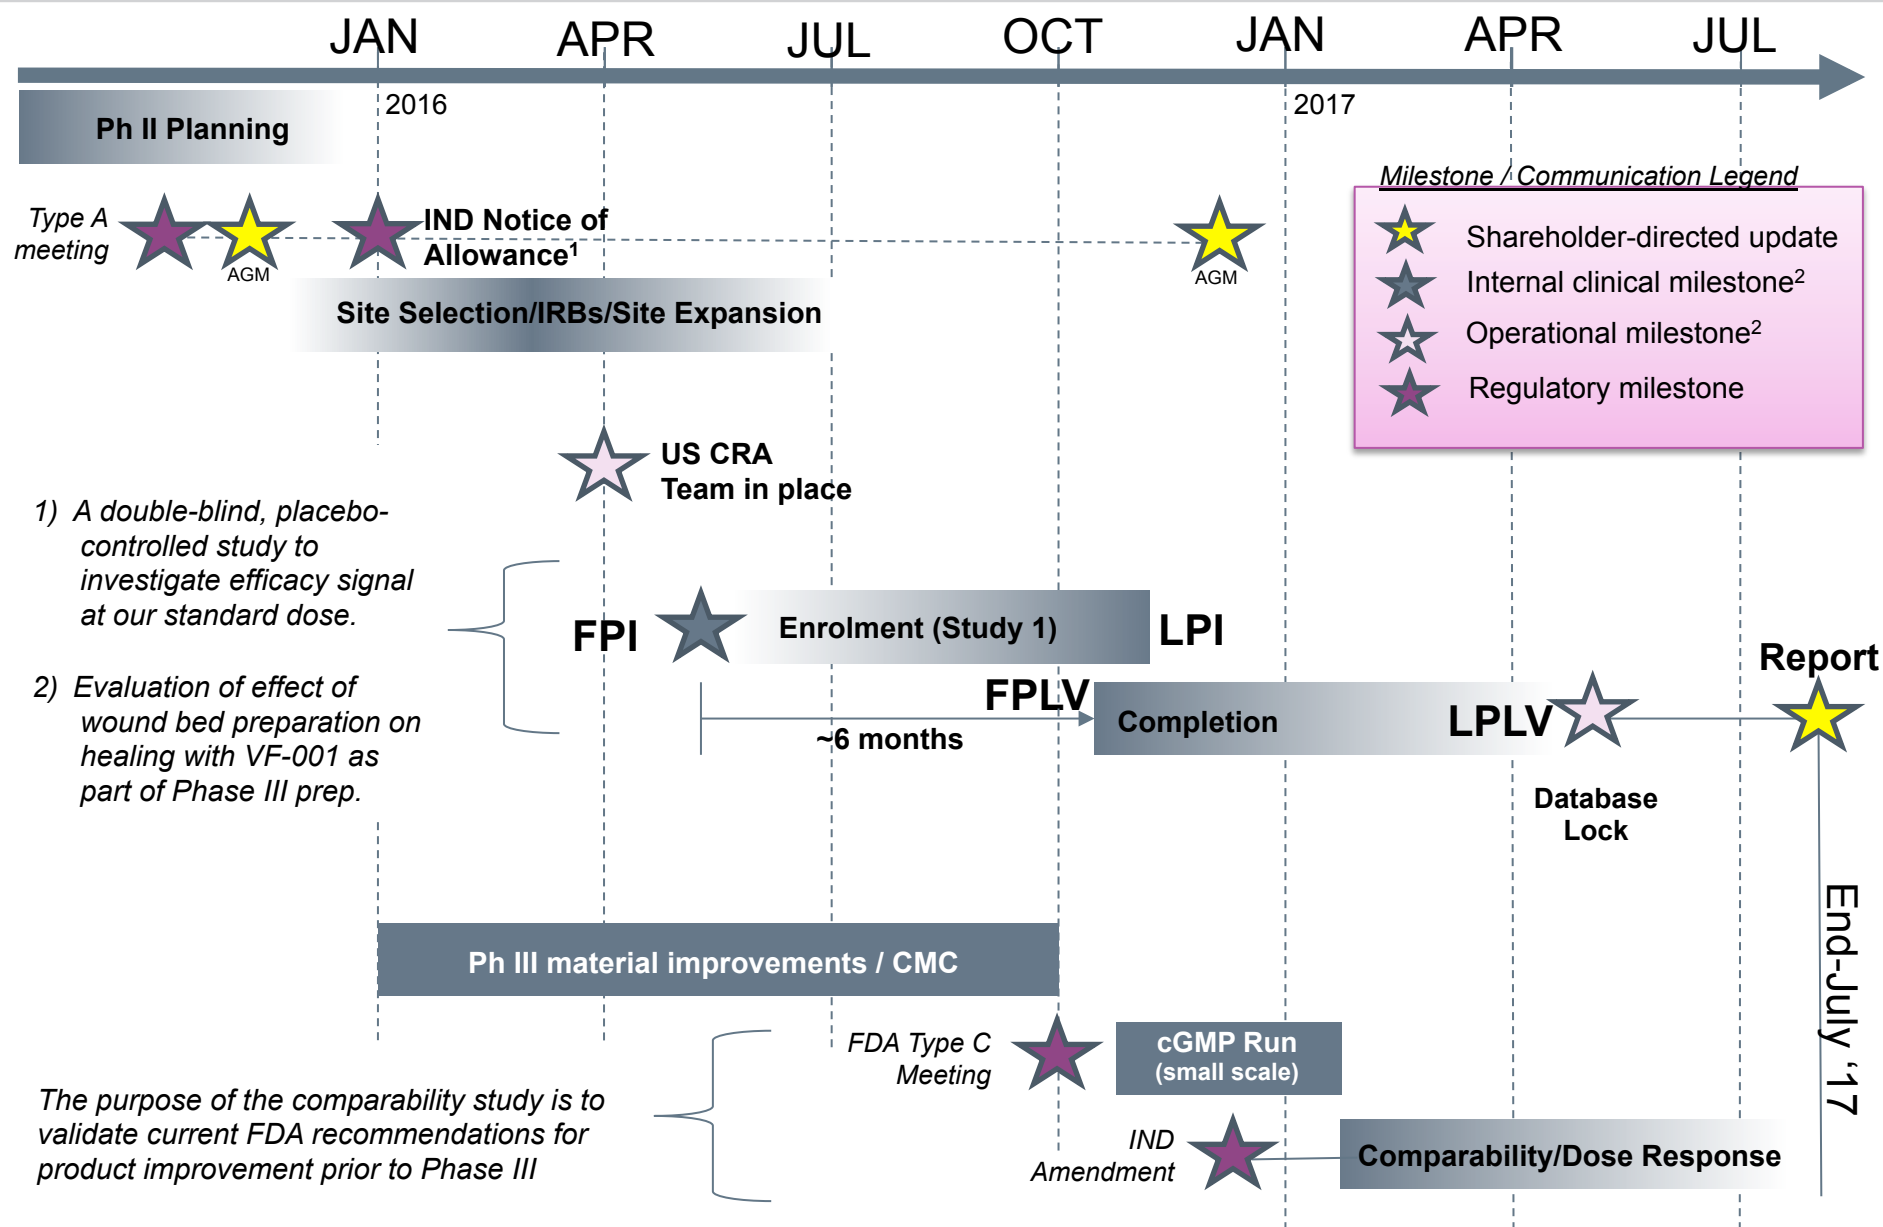 JAN APR JUL OCT JAN APR JUL
2016 2017
Ph II Planning
Milestone / Communication Legend
Shareholder-directed update
Internal clinical milestone²
Operational milestone²
Regulatory milestone
Type A
meeting
AGM
IND Notice of
Allowance¹
AGM
Site Selection/IRBs/Site Expansion
US CRA
Team in place
1) A double-blind, placebo-
controlled study to
investigate efficacy signal
at our standard dose.
2) Evaluation of effect of
wound bed preparation on
healing with VF-001 as
part of Phase III prep.
FPI
Enrolment (Study 1)
LPI
FPLV
~6 months
Completion
LPLV
Report
Database
Lock
End-July ‘17
Ph III material improvements / CMC
FDA Type C
Meeting
cGMP Run
(small scale)
The purpose of the comparability study is to
validate current FDA recommendations for
product improvement prior to Phase III
IND
Amendment
Comparability/Dose Response